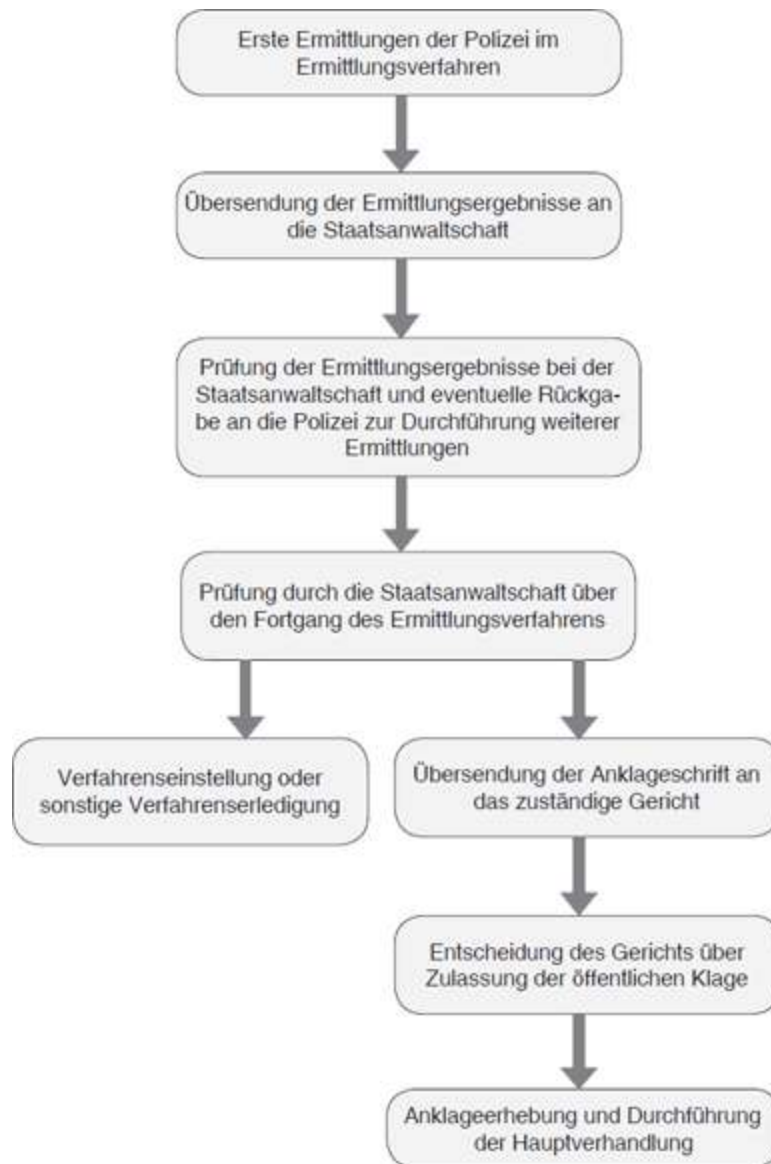 Erste Ermittlungen der Polizei im
Ermittlungsverfahren
Übersendung der Ermittlungsergebnisse an
die Staatsanwaltschaft
Prüfung der Ermittlungsergebnisse bei der
Staatsanwaltschaft und eventuelle Rückga-
be an die Polizei zur Durchführung weiterer
Ermittlungen
Prüfung durch die Staatsanwaltschaft über
den Fortgang des Ermittlungsverfahrens
Verfahrenseinstellung oder
sonstige Verfahrenserledigung
Übersendung der Anklageschrift an
das zuständige Gericht
Entscheidung des Gerichts über
Zulassung der öffentlichen Klage
Anklageerhebung und Durchführung
der Hauptverhandlung